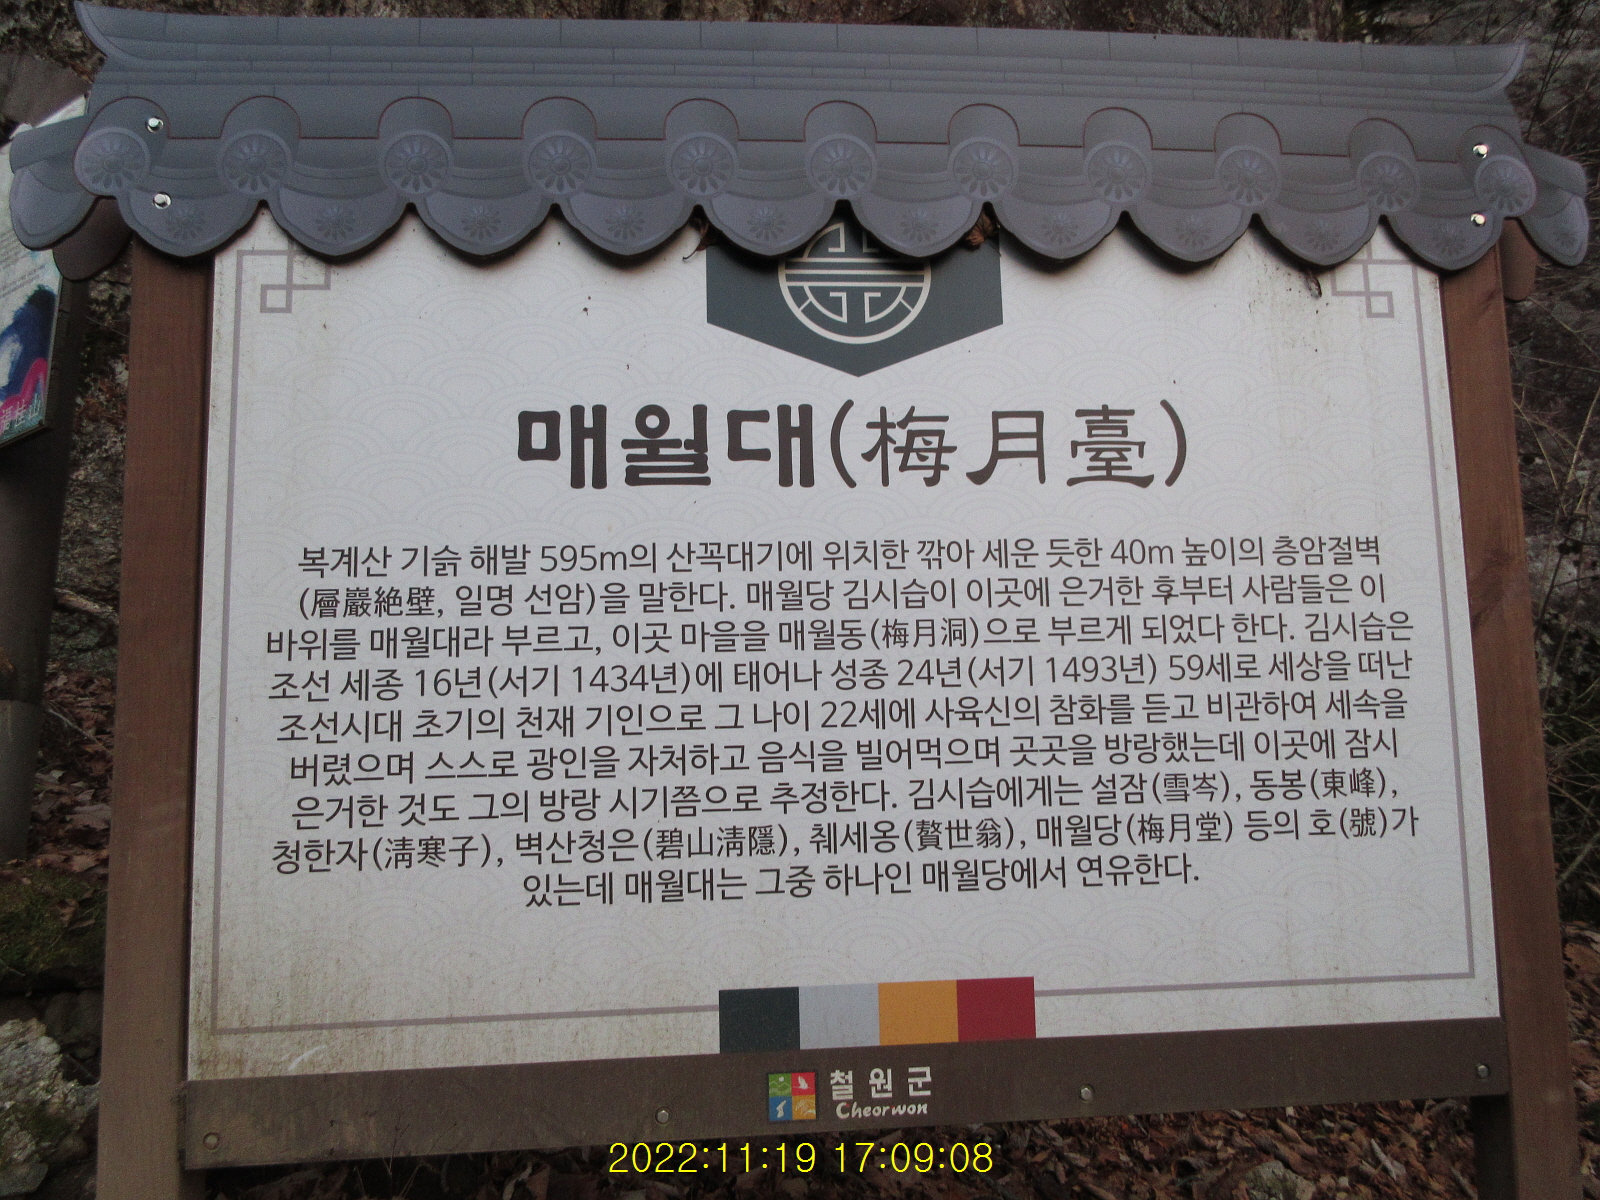 매월대(梅月臺)
복계산 기슭 해발 595m의 산꼭대기에 위치한 깎아 세운 듯한 40m 높이의 층암절벽
(層巖絶壁, 일명 선암)을 말한다. 매월당 김시습이 이곳에 은거한 후부터 사람들은 이
바위를 매월대라 부르고, 이곳 마을을 매월동(梅月洞)으로 부르게 되었다 한다. 김시습은
조선 세종 16년(서기 1434년)에 태어나 성종 24년(서기 1493년) 59세로 세상을 떠난
조선시대 초기의 천재 기인으로 그 나이 22세에 사육신의 참화를 듣고 비관하여 세속을
버렸으며 스스로 광인을 자처하고 음식을 빌어먹으며 곳곳을 방랑했는데 이곳에 잠시
은거한 것도 그의 방랑 시기쯤으로 추정한다. 김시습에게는 설잠(雪岑), 동봉(東峰),
청한자(淸寒子), 벽산청은(碧山淸隱), 췌세옹(贅世翁), 매월당(梅月堂) 등의 호(號)가
있는데 매월대는 그중 하나인 매월당에서 연유한다.
철원군
Cheorwon
2022:11:19 17:09:08